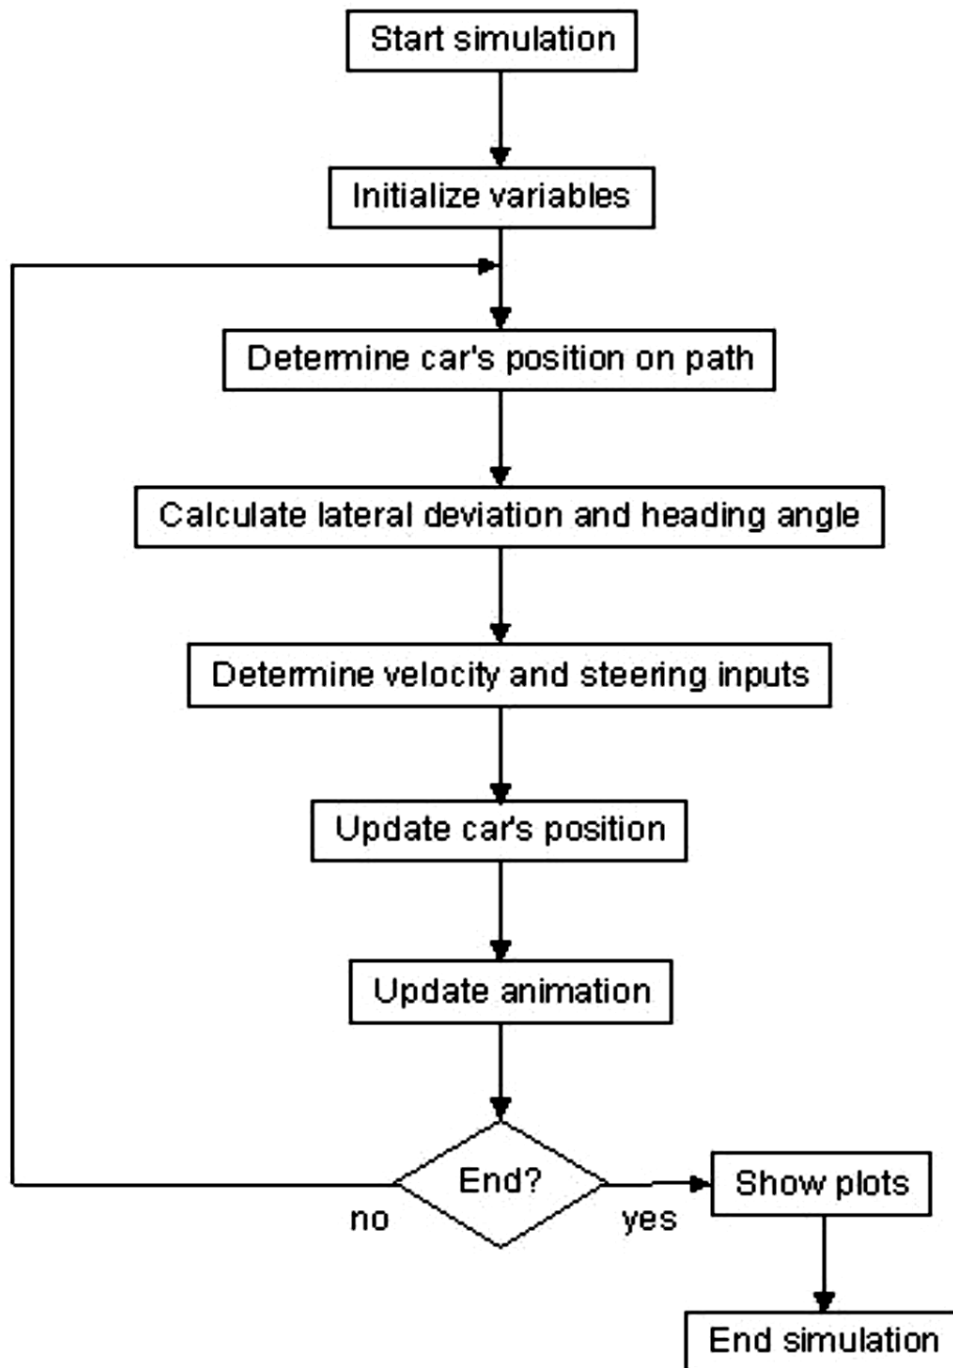 Start simulation
Initialize variables
Determine car's position on path
Calculate lateral deviation and heading angle
Determine velocity and steering inputs
Update car's position
Update animation
End?
no
yes
Show plots
End simulation